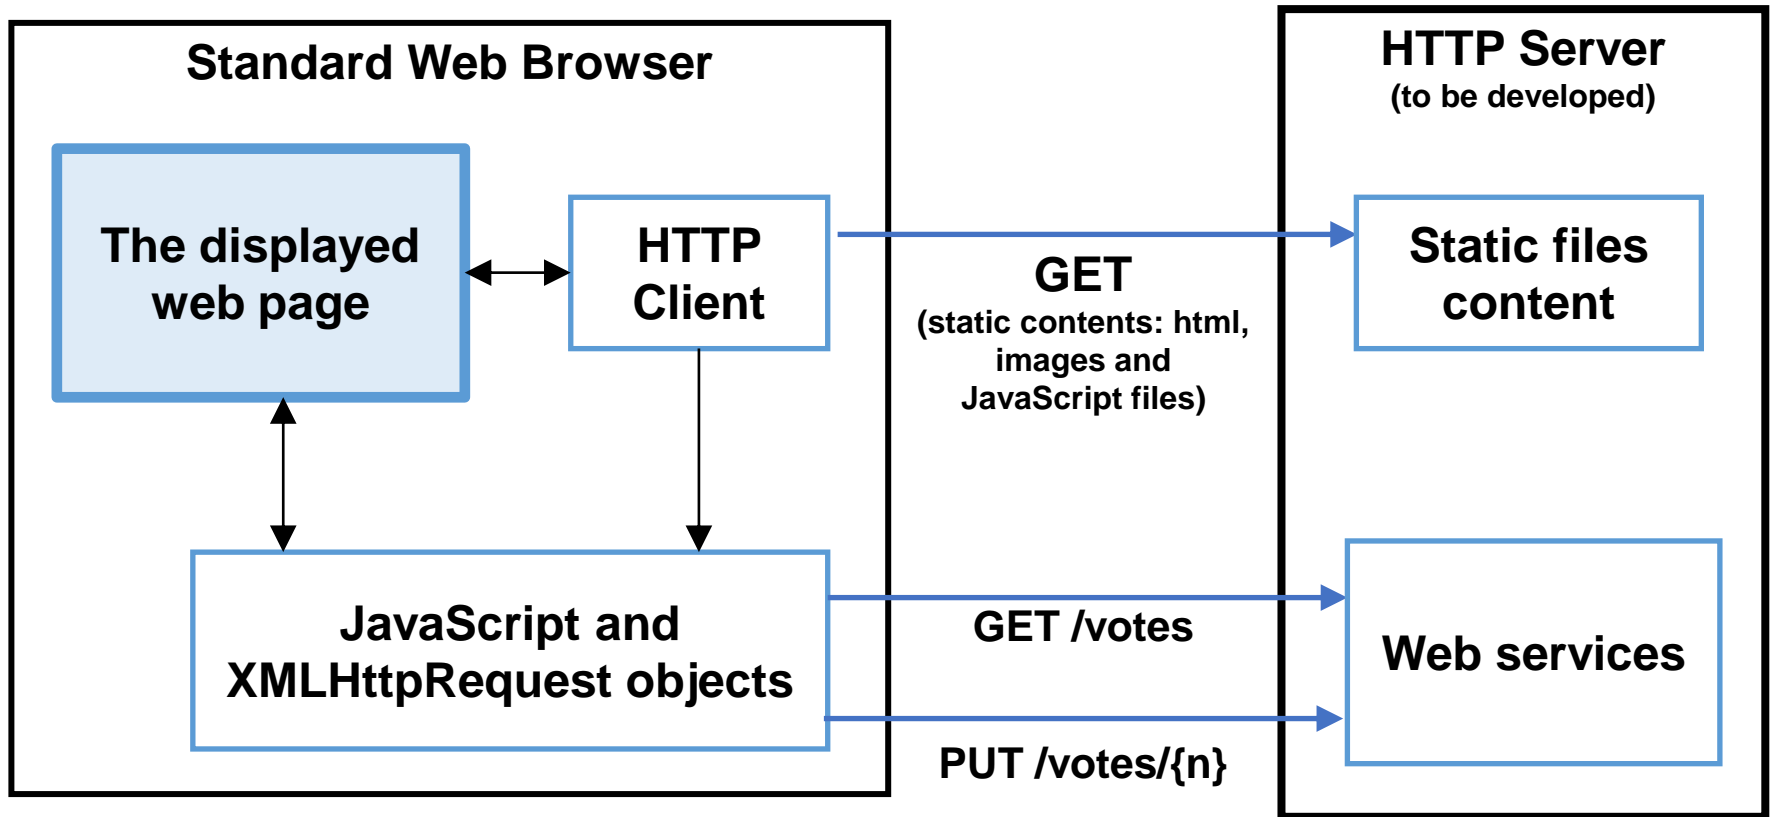 Standard Web Browser
The displayed
web page
HTTP
Client
JavaScript and
XMLHttpRequest objects
GET
(static contents: html,
images and
JavaScript files)
GET /votes
PUT /votes/{n}
HTTP Server
(to be developed)
Static files
content
Web services